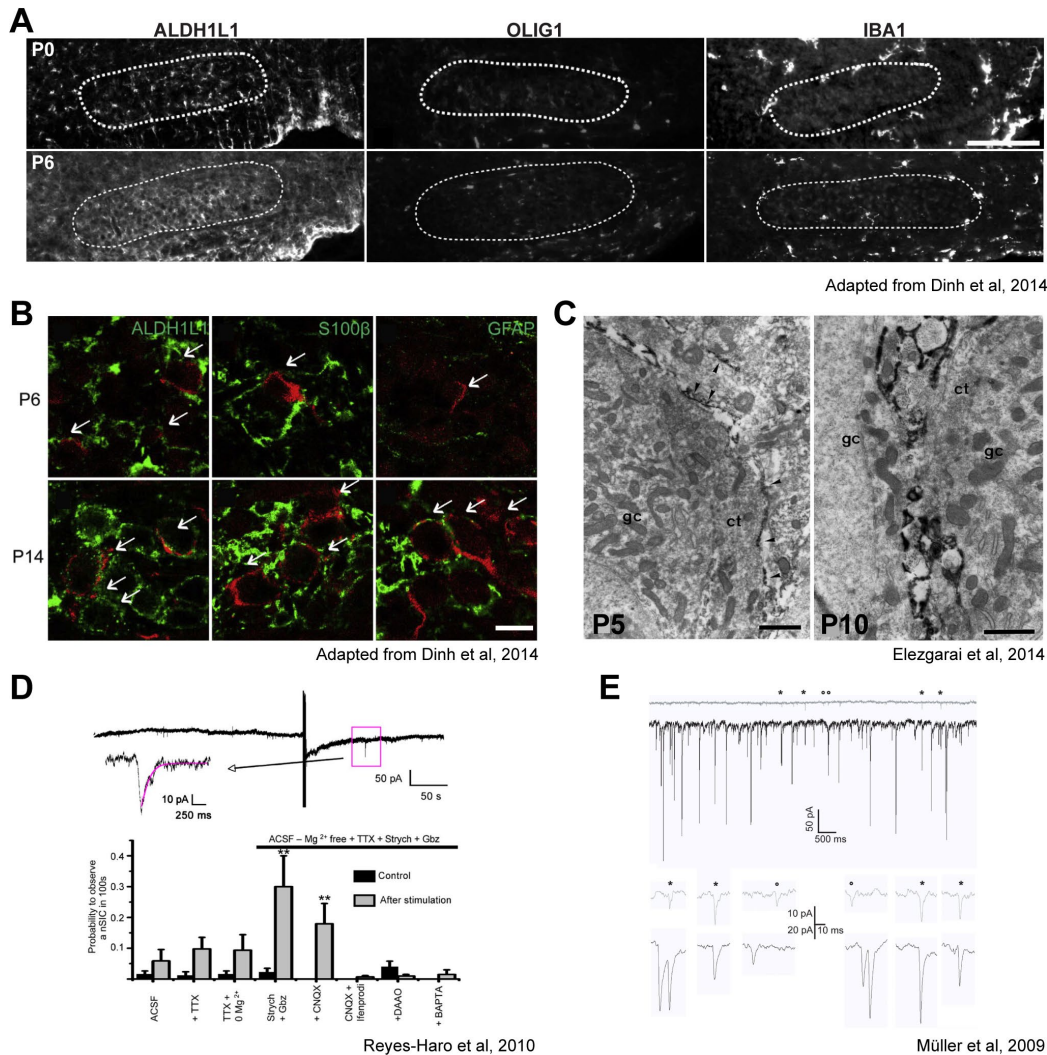 A
ALDH1L1
OLIG1
IBA1
P0
P6
Adapted from Dinh et al, 2014
B
ALDH1L1
S100β
GFAP
P6
P14
Adapted from Dinh et al, 2014
C
gc
ct
P5
gc
ct
gc
P10
Elezgarai et al, 2014
D
10 pA
250 ms
50 pA
50 s
ACSF – Mg 2+ free + TTX + Strych + Gbz
Probability to observe
a nSIC in 100s
0.4
0.3
0.2
0.1
**
**
Control
After stimulation
ACSF
+ TTX
TTX +
0 Mg2+
Strych
+ Gbz
+ CNQX
CNQX +
Ifenprodi
+DAAO
+ BAPTA
Reyes-Haro et al, 2010
E
* * °° * *
50 pA
500 ms
* * ° ° * *
10 pA
20 pA
10 ms
Müller et al, 2009